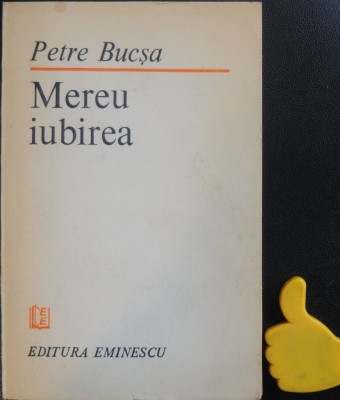 Petre Bucșa
Mereu
iubirea
EDITURA EMINESCU